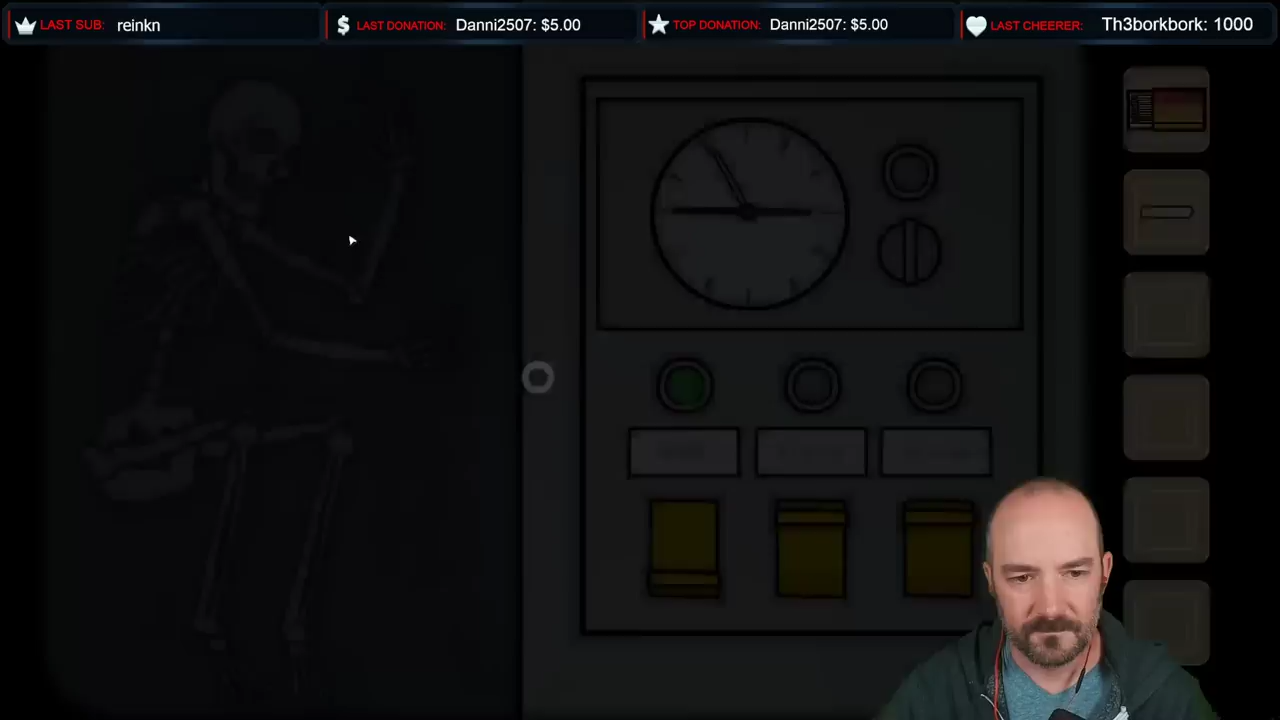 LAST SUB: reinkn
LAST DONATION: Danni2507: $5.00
TOP DONATION: Danni2507: $5.00
LAST CHEERER: Th3borkbork: 1000